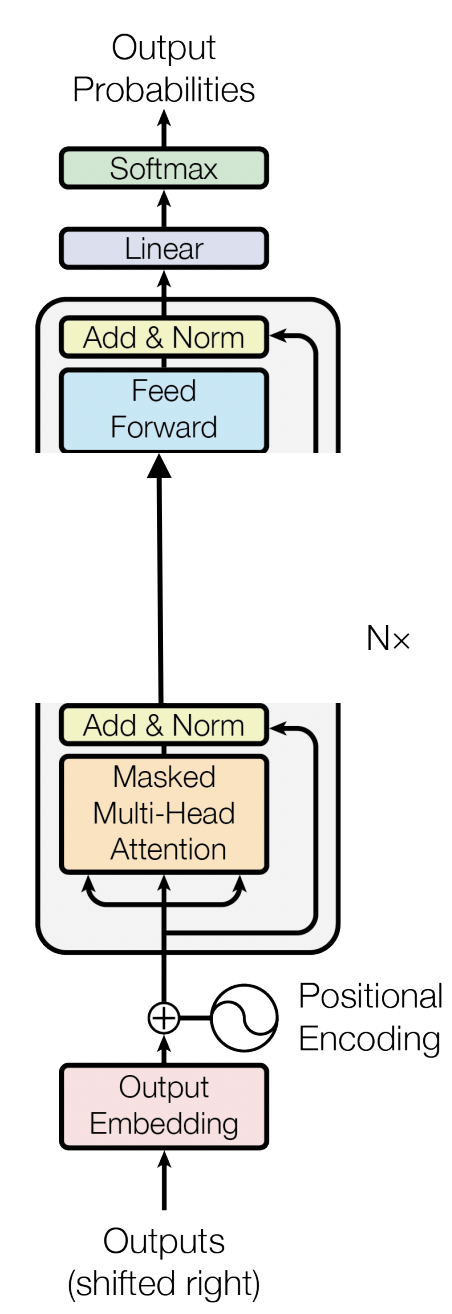 Output
Probabilities
Softmax
Linear
Add & Norm
Feed
Forward
N×
Add & Norm
Masked
Multi-Head
Attention
Positional
Encoding
Output
Embedding
Outputs
(shifted right)